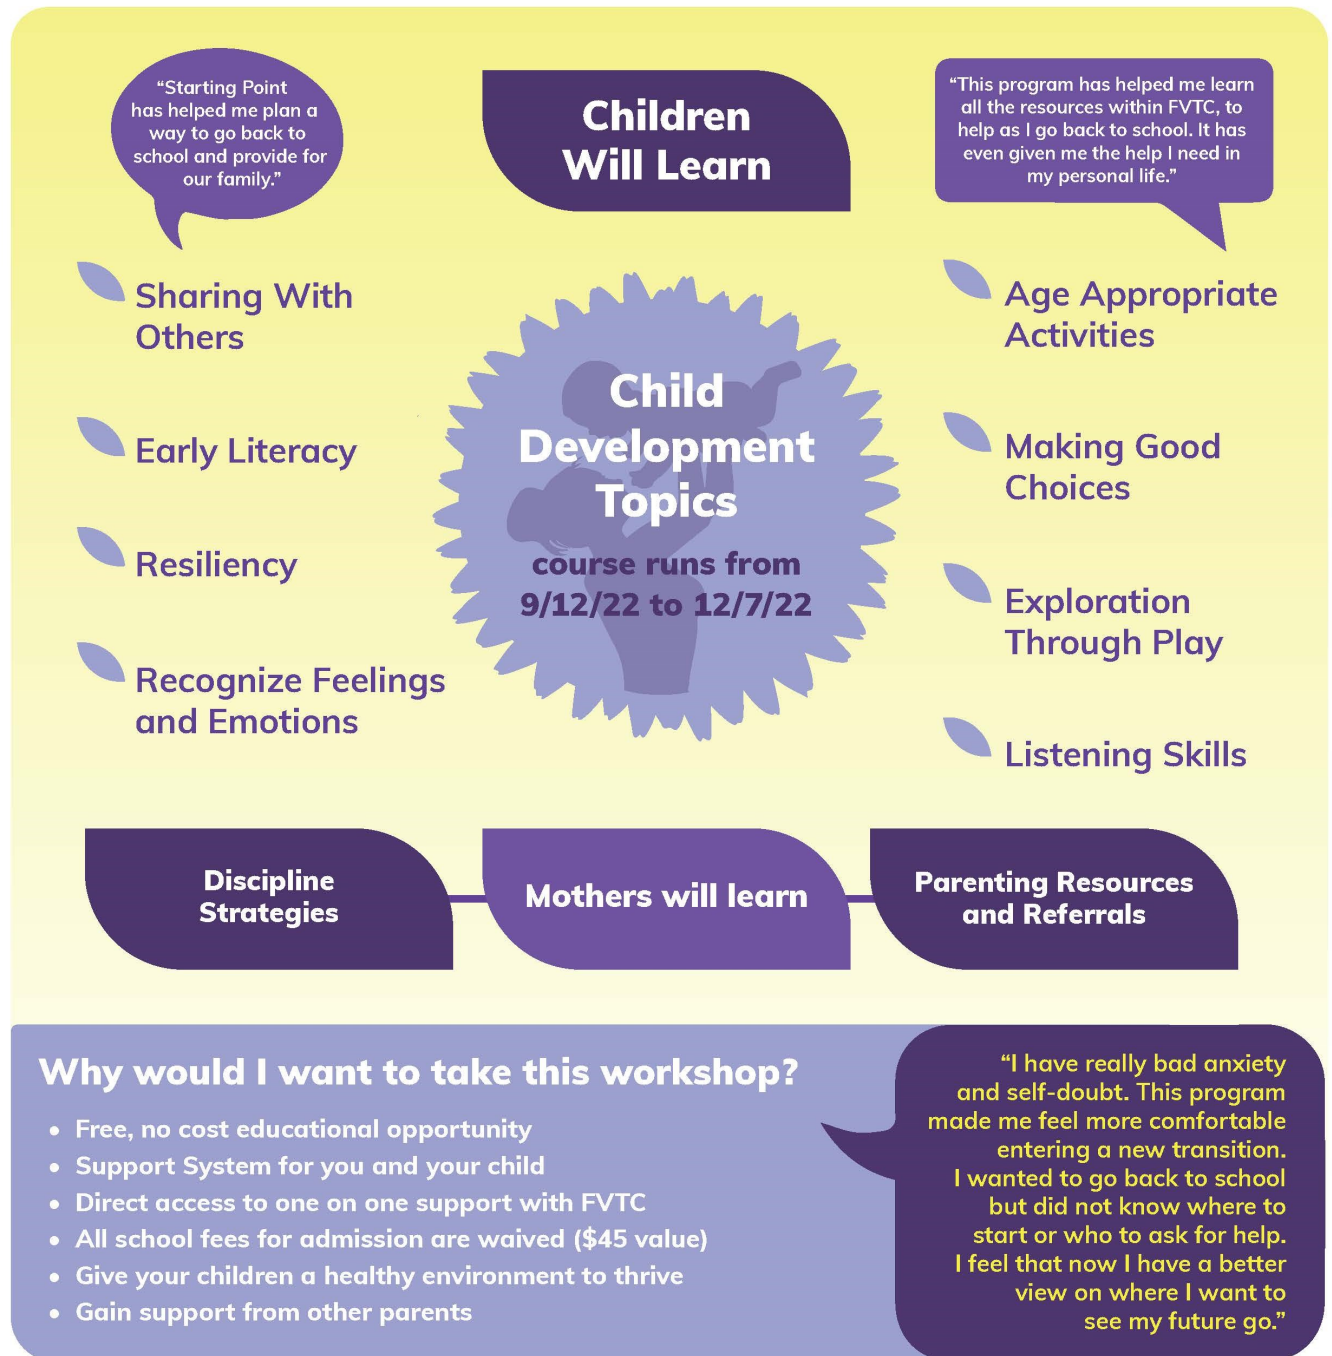 “Starting Point
has helped me plan a
way to go back to
school and provide for
our family.”
Children
Will Learn
“This program has helped me learn
all the resources within FVTC, to
help as I go back to school. It has
even given me the help I need in
my personal life.”
Sharing With
Others
Early Literacy
Resiliency
Recognize Feelings
and Emotions
Child
Development
Topics
course runs from
9/12/22 to 12/7/22
Age Appropriate
Activities
Making Good
Choices
Exploration
Through Play
Listening Skills
Discipline
Strategies
Mothers will learn
Parenting Resources
and Referrals
Why would I want to take this workshop?
• Free, no cost educational opportunity
• Support System for you and your child
• Direct access to one on one support with FVTC
• All school fees for admission are waived ($45 value)
• Give your children a healthy environment to thrive
• Gain support from other parents
“I have really bad anxiety
and self-doubt. This program
made me feel more comfortable
entering a new transition.
I wanted to go back to school
but did not know where to
start or who to ask for help.
I feel that now I have a better
view on where I want to
see my future go.”